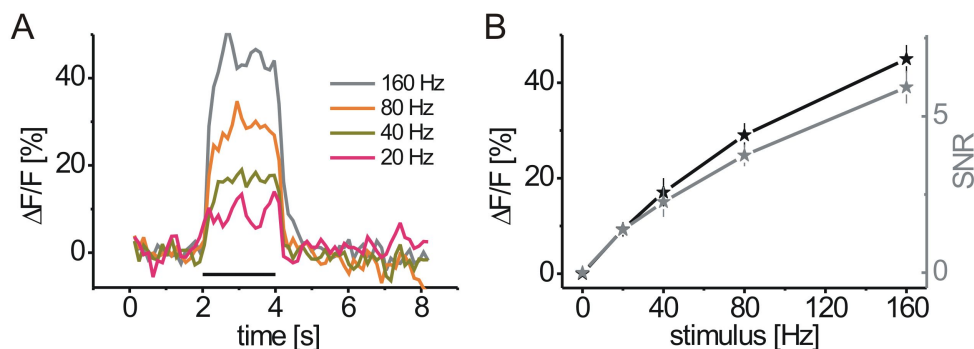 A
ΔF/F [%]
40
20
0
160 Hz
80 Hz
40 Hz
20 Hz
0 2 4 6 8
time [s]
B
ΔF/F [%]
40
20
0
0 40 80 120 160
stimulus [Hz]
5
0
SNR